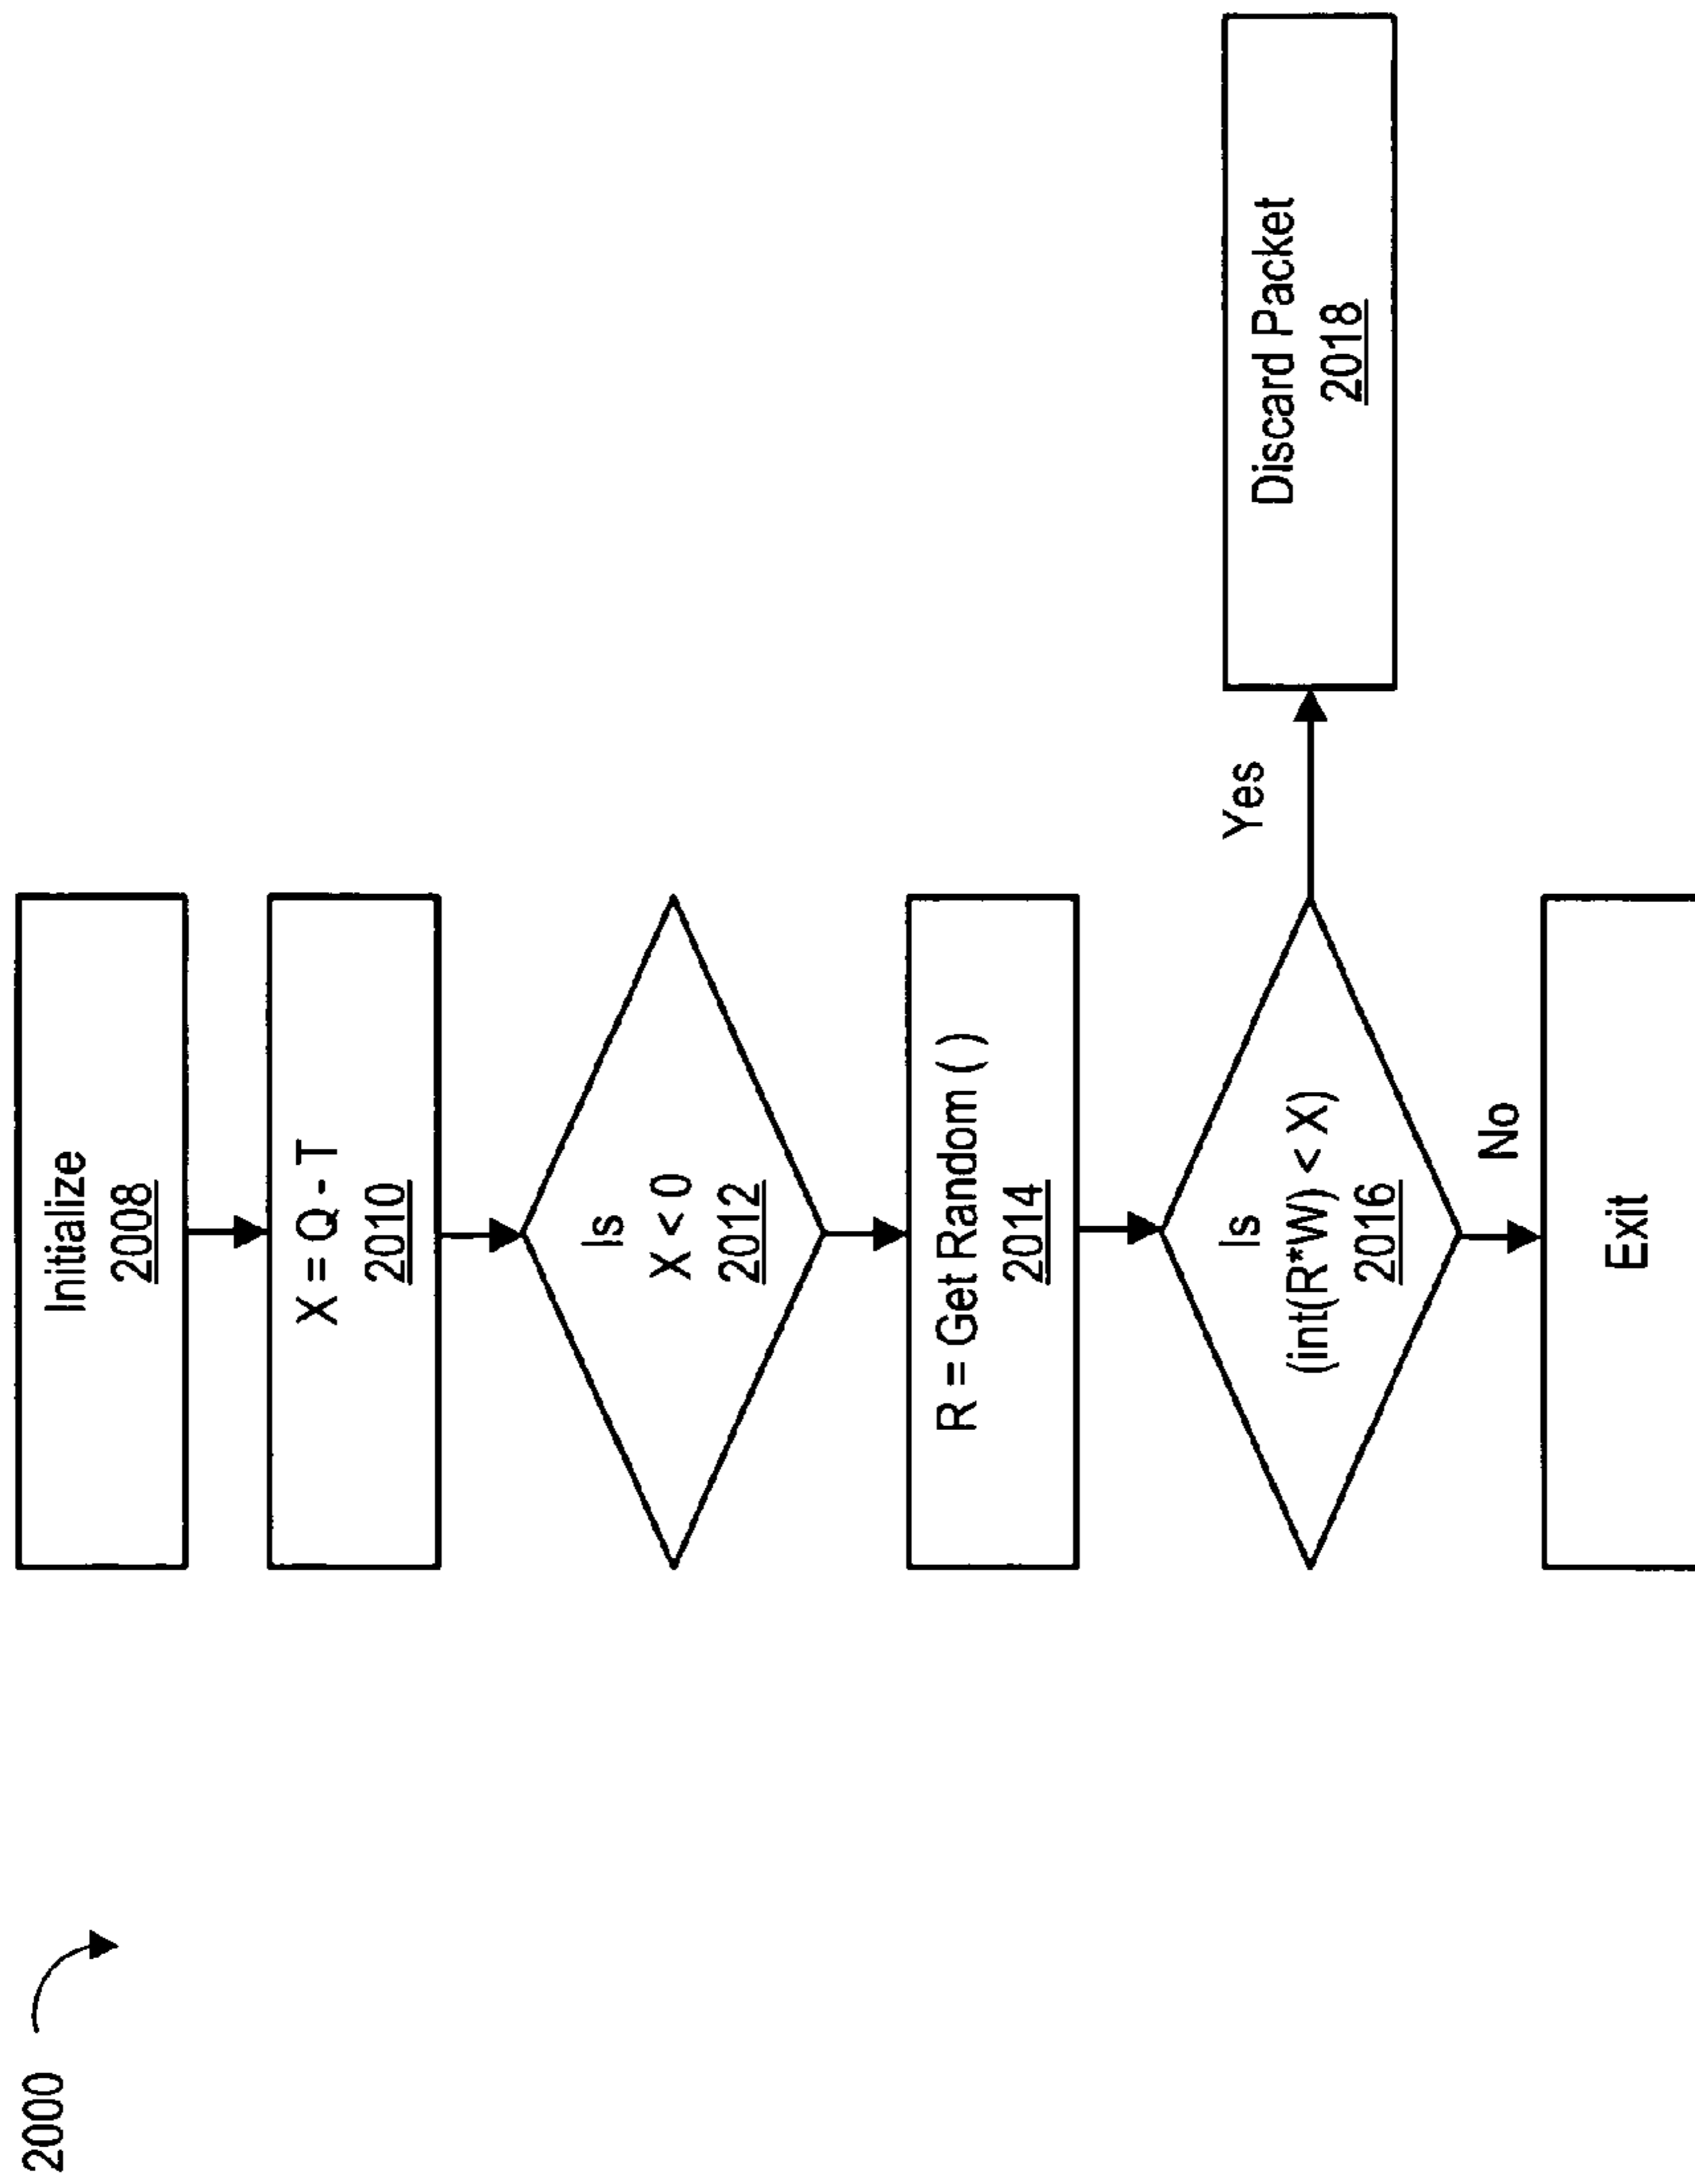 2000
Initialize
2008
X = Q - T
2010
Is
X < 0
2012
R = Get Random ( )
2014
Is
(int(R*W) < X)
2016
Yes
Discard Packet
2018
No
Exit